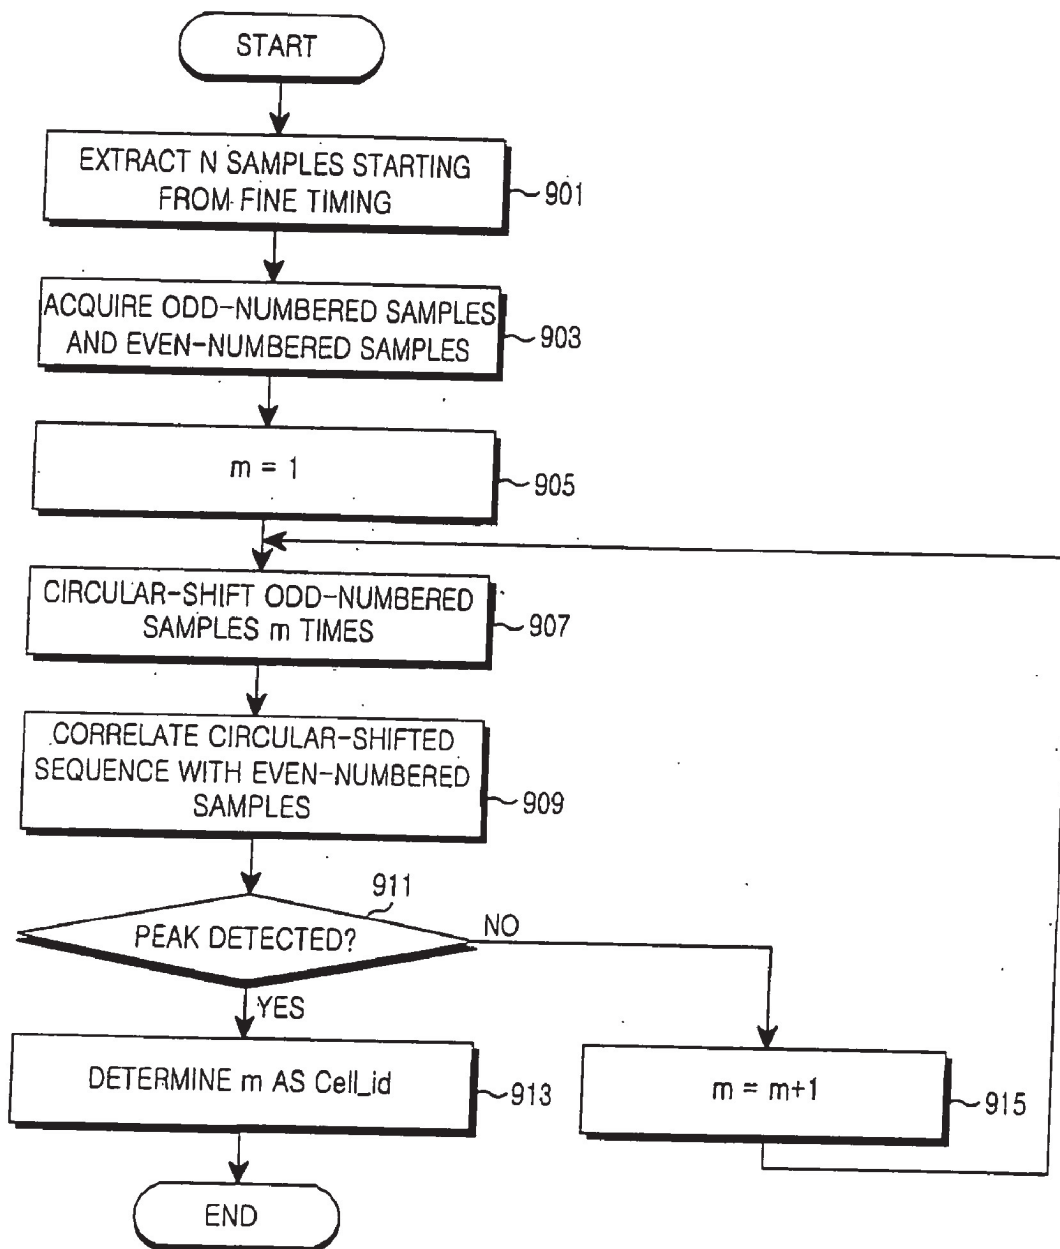 START
EXTRACT N SAMPLES STARTING
FROM FINE TIMING
901
ACQUIRE ODD-NUMBERED SAMPLES
AND EVEN-NUMBERED SAMPLES
903
m = 1
905
CIRCULAR-SHIFT ODD-NUMBERED
SAMPLES m TIMES
907
CORRELATE CIRCULAR-SHIFTED
SEQUENCE WITH EVEN-NUMBERED
SAMPLES
909
911
PEAK DETECTED?
NO
YES
DETERMINE m AS Cell_id
913
m = m+1
915
END